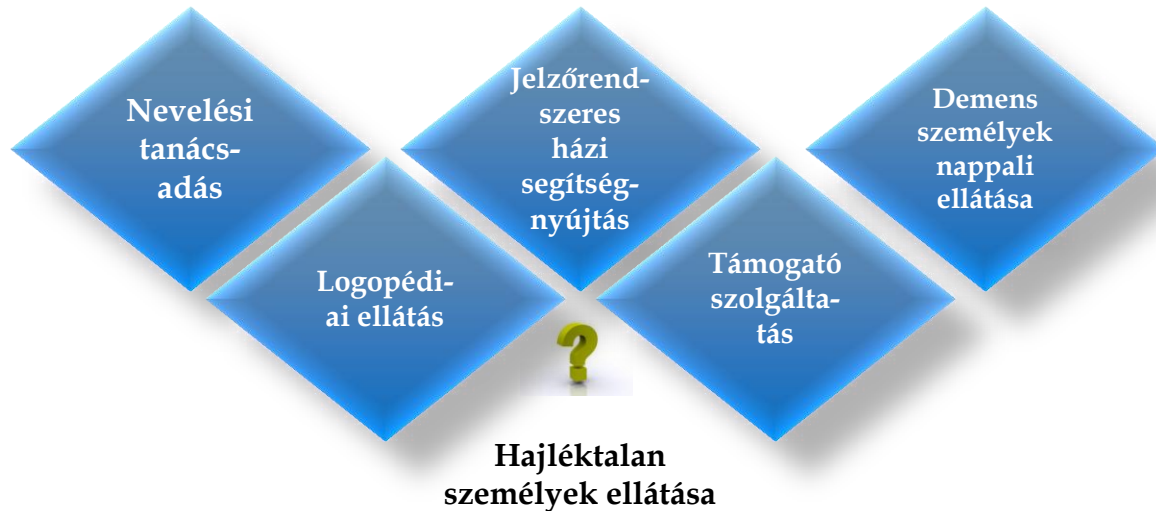 Nevelési
tanács-
adás
Jelzőrend-
szeres
házi
segítség-
nyújtás
Demens
személyek
nappali
ellátása
Logopédi-
ai ellátás
Támogató
szolgálta-
tás
Hajléktalan
személyek ellátása